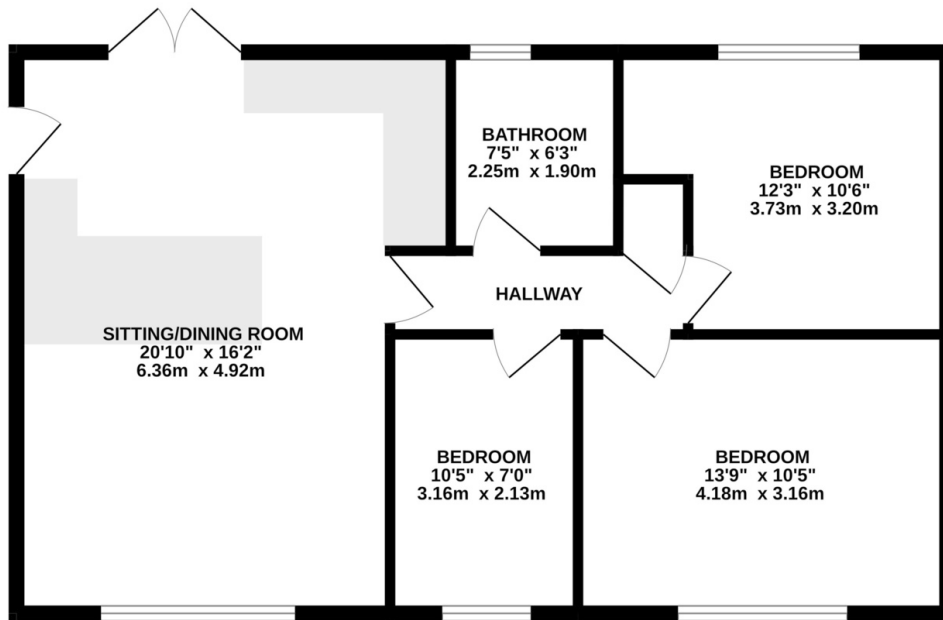 BATHROOM
7'5" x 6'3"
2.25m x 1.90m
BEDROOM
12'3" x 10'6"
3.73m x 3.20m
HALLWAY
SITTING/DINING ROOM
20'10" x 16'2"
6.36m x 4.92m
BEDROOM
10'5" x 7'0"
3.16m x 2.13m
BEDROOM
13'9" x 10'5"
4.18m x 3.16m